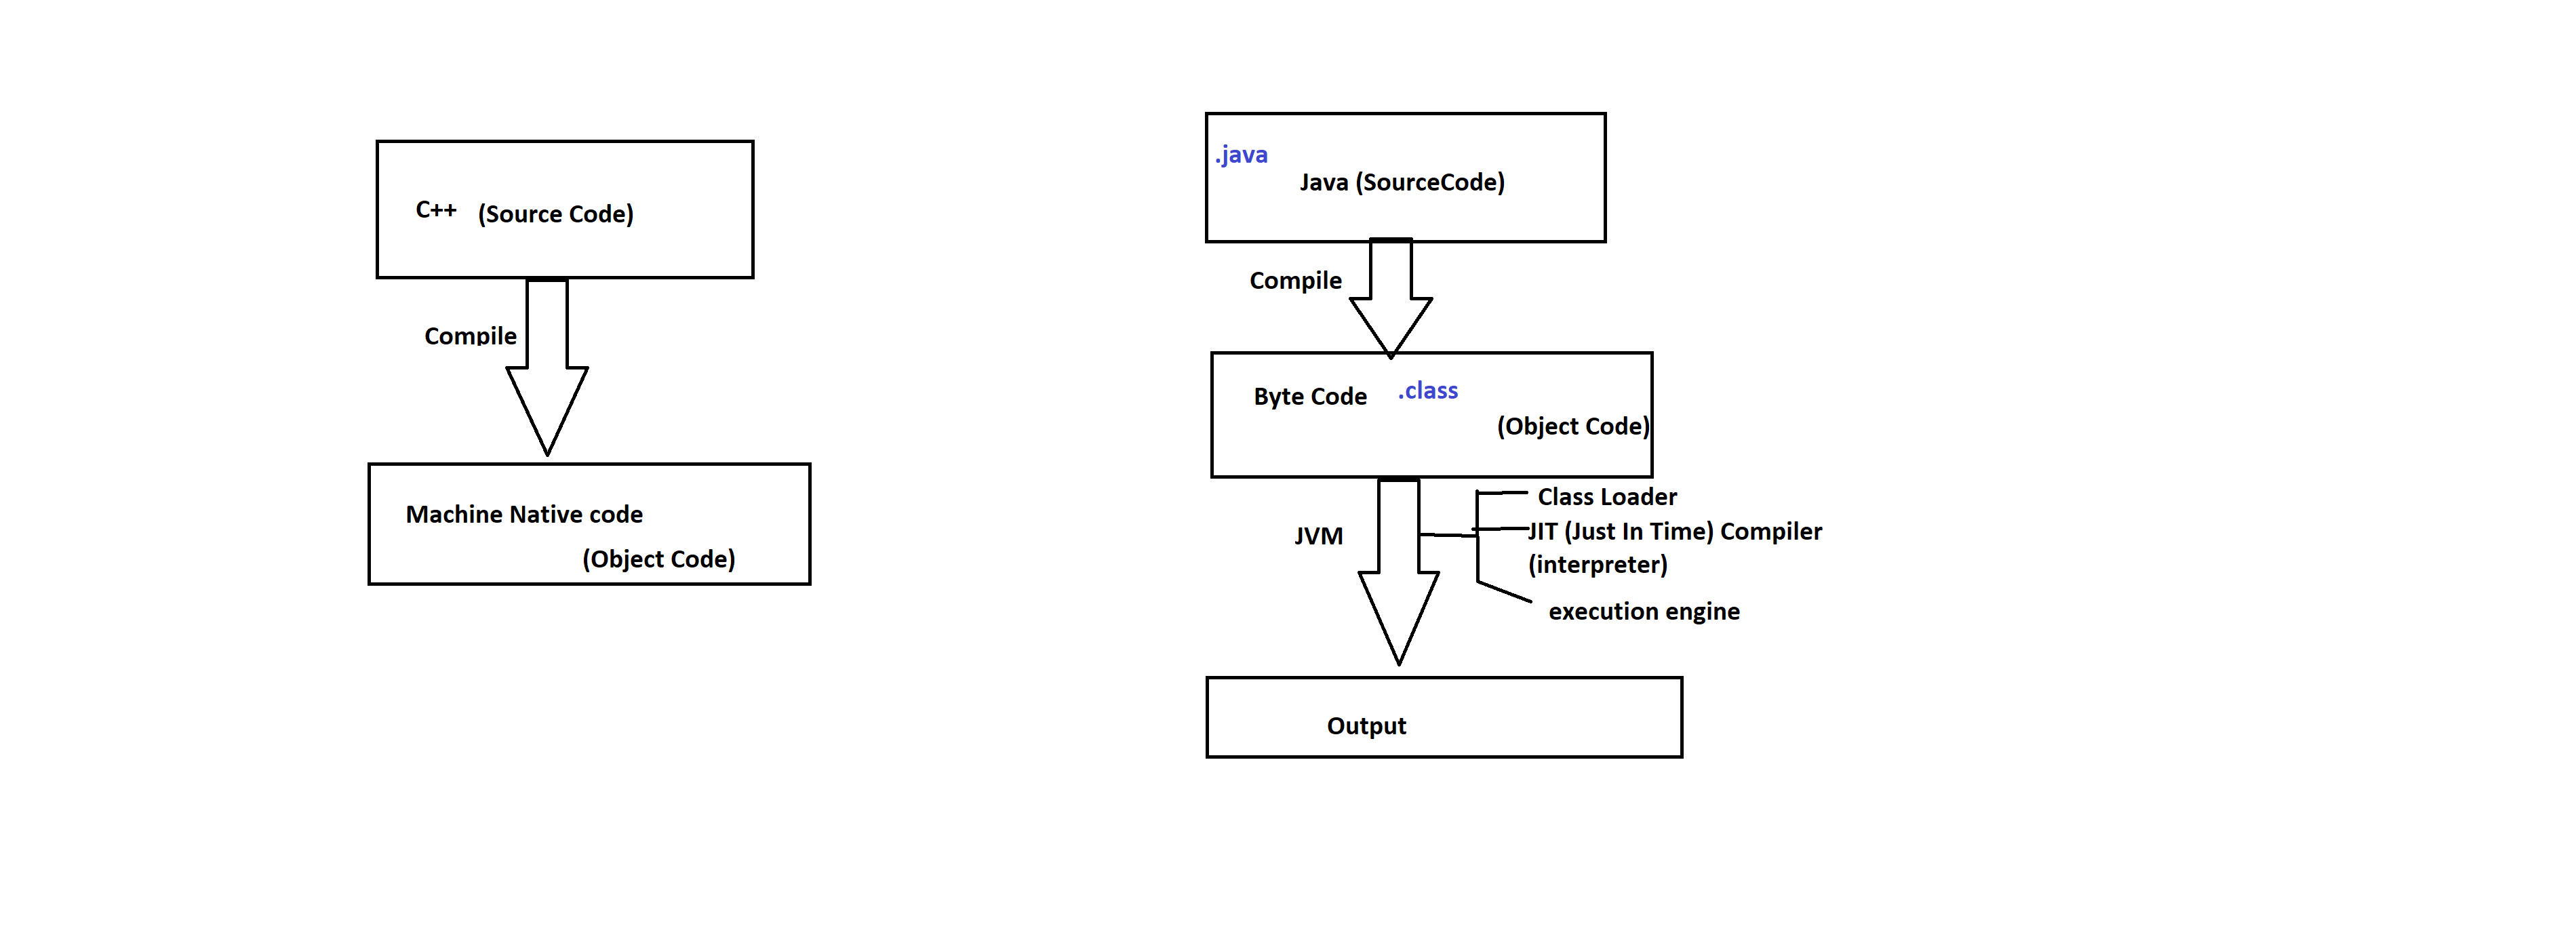 C++ (Source Code)
Compile
Machine Native code
(Object Code)
.java
Java (SourceCode)
Compile
Byte Code .class
(Object Code)
JVM
Class Loader
JIT (Just In Time) Compiler
(interpreter)
execution engine
Output